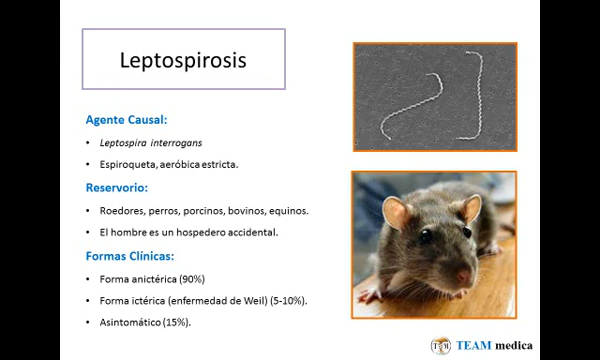 Leptospirosis
Agente Causal:
• Leptospira interrogans
• Espiroqueta, aeróbica estricta.
Reservorio:
• Roedores, perros, porcinos, bovinos, equinos.
• El hombre es un hospedero accidental.
Formas Clínicas:
• Forma anictérica (90%)
• Forma ictérica (enfermedad de Weil) (5-10%).
• Asintomático (15%).
TEAM medica